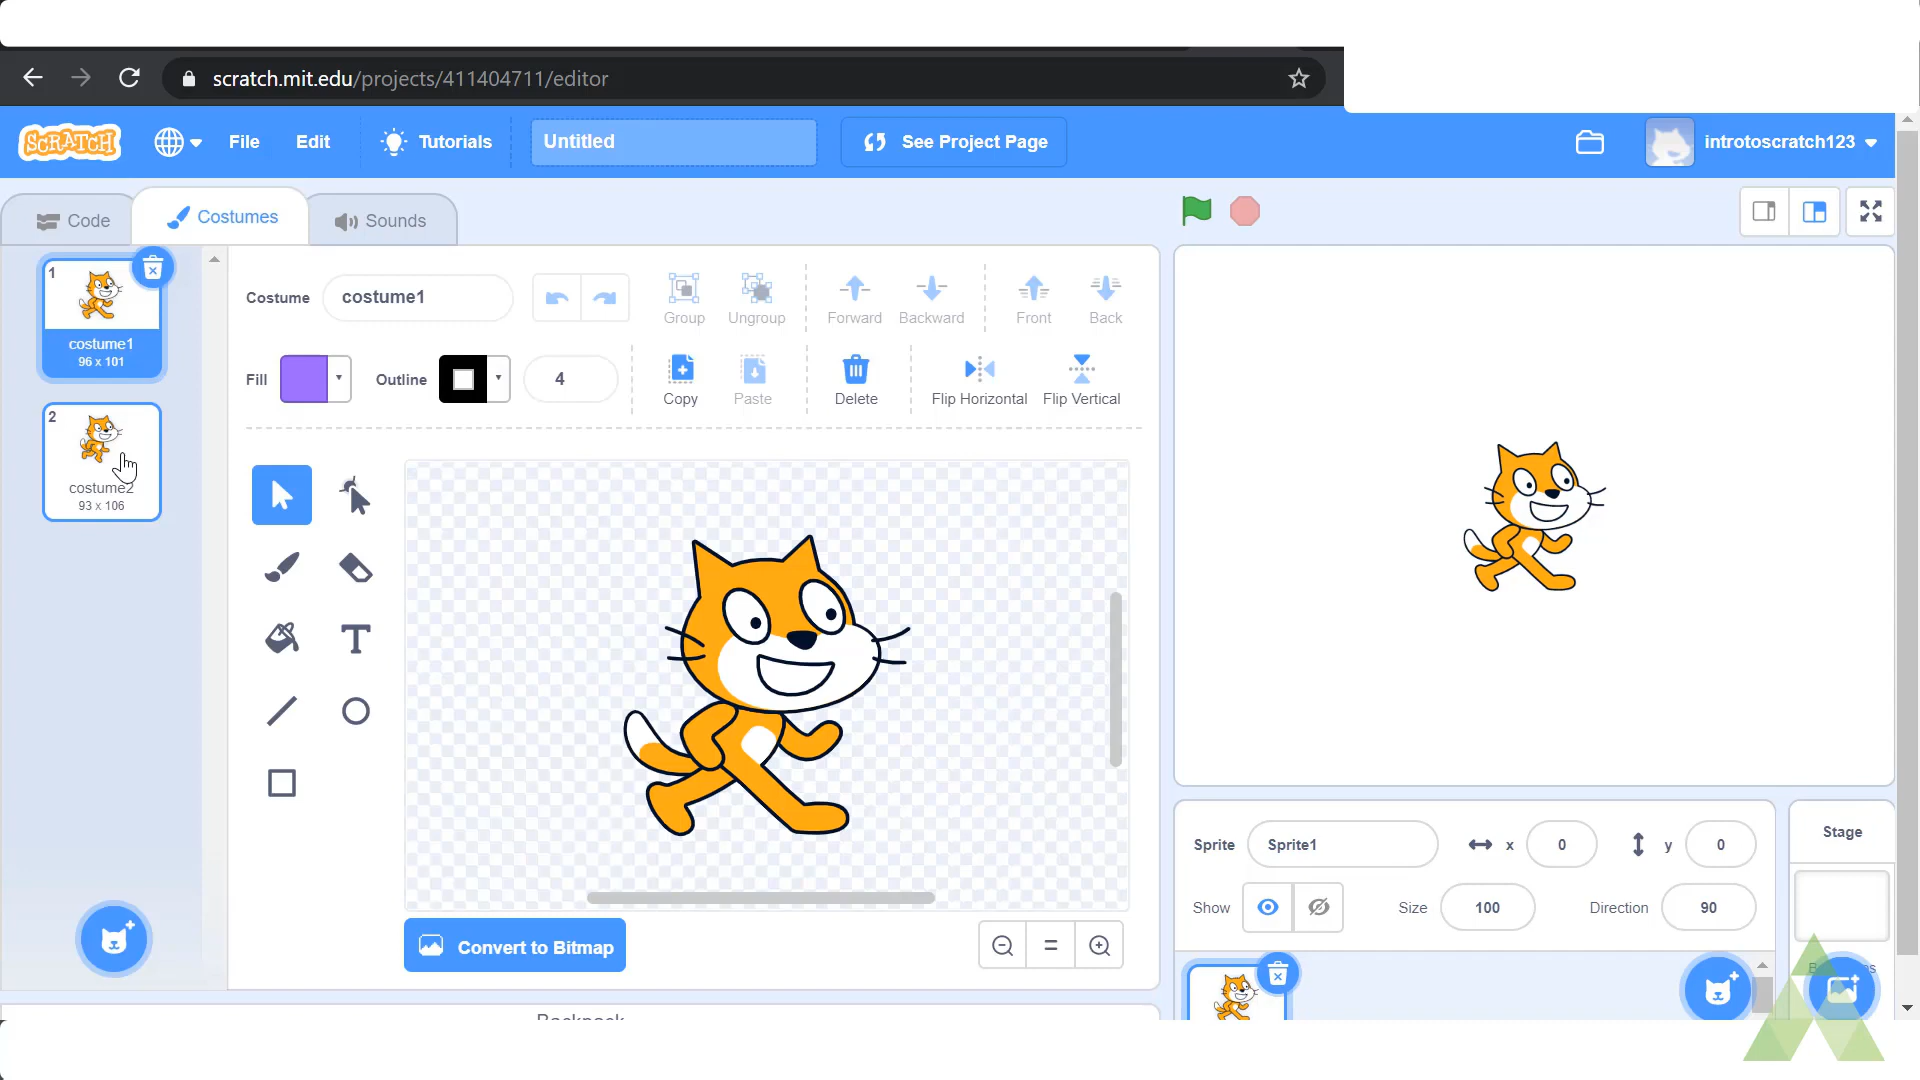 scratch.mit.edu/projects/411404711/editor
SCRATCH
File
Edit
Tutorials
Untitled
See Project Page
introtoscratch123
Code
Costumes
Sounds
1
costume1
96 x 101
2
costume2
93 x 106
Costume
costume1
Group
Ungroup
Forward
Backward
Front
Back
Fill
Outline
4
Copy
Paste
Delete
Flip Horizontal
Flip Vertical
Convert to Bitmap
Sprite
Sprite1
x
0
y
0
Show
Size
100
Direction
90
Stage
Backpack